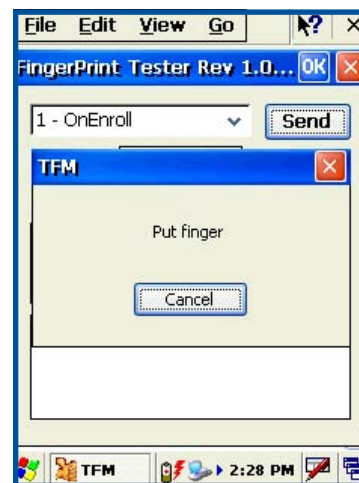 File Edit View Go ?
FingerPrint Tester Rev 1.0... OK
1 - OnEnroll Send
TFM
Put finger
Cancel
TFM 2:28 PM